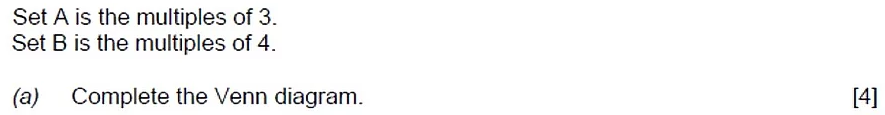 Set A is the multiples of 3.
Set B is the multiples of 4.
(a) Complete the Venn diagram. [4]